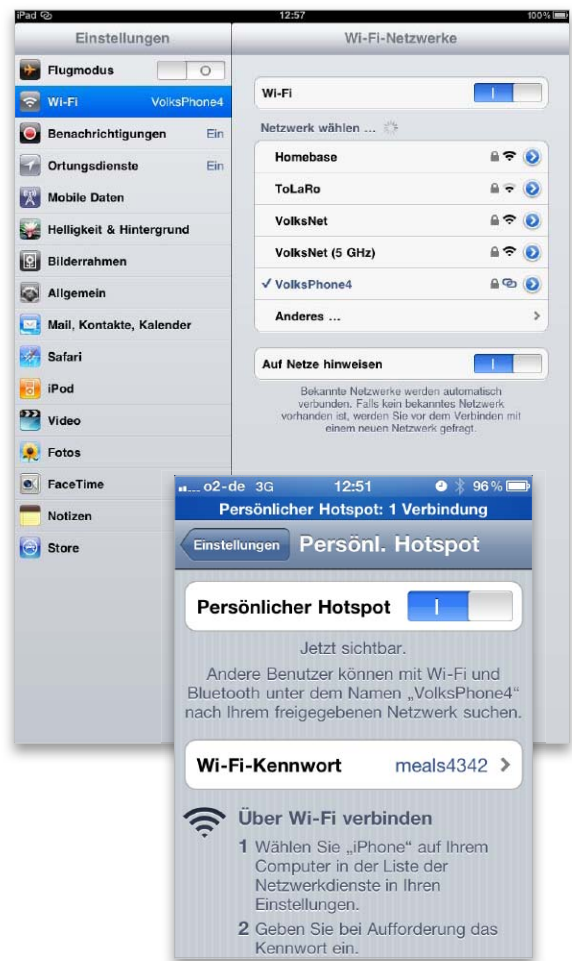 iPad 12:57 100%
Einstellungen
Flugmodus
Wi-Fi VolksPhone4
Benachrichtigungen Ein
Ortungsdienste Ein
Mobile Daten
Helligkeit & Hintergrund
Bilderrahmen
Allgemein
Mail, Kontakte, Kalender
Safari
iPod
Video
Fotos
FaceTime
Notizen
Store
Wi-Fi-Netzwerke
Wi-Fi
Netzwerk wählen ...
Homebase
ToLaRo
VolksNet
VolksNet (5 GHz)
VolksPhone4
Anderes ...
Auf Netze hinweisen
Bekannte Netzwerke werden automatisch
verbunden. Falls kein bekanntes Netzwerk
vorhanden ist, werden Sie vor dem Verbinden mit
einem neuen Netzwerk gefragt.
o2-de 3G 12:51 96 %
Persönlicher Hotspot: 1 Verbindung
Einstellungen Persönl. Hotspot
Persönlicher Hotspot
Jetzt sichtbar.
Andere Benutzer können mit Wi-Fi und
Bluetooth unter dem Namen „VolksPhone4“
nach Ihrem freigegebenen Netzwerk suchen.
Wi-Fi-Kennwort meals4342
Über Wi-Fi verbinden
1 Wählen Sie „iPhone“ auf Ihrem
Computer in der Liste der
Netzwerkdienste in Ihren
Einstellungen.
2 Geben Sie bei Aufforderung das
Kennwort ein.